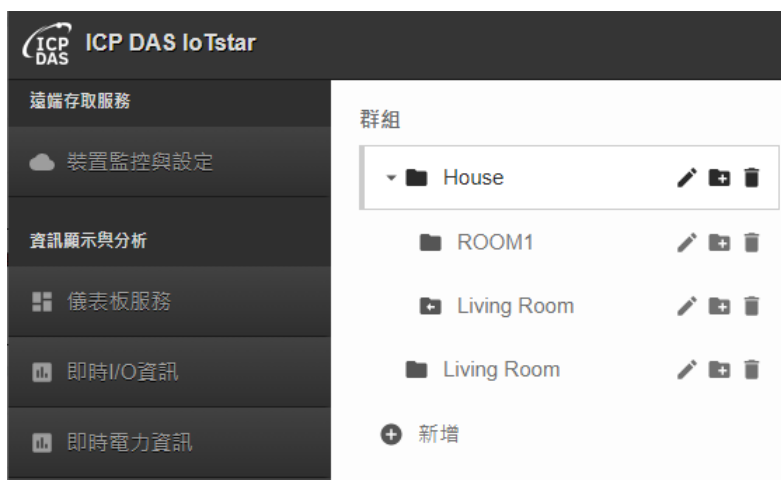 ICP DAS
ICP DAS IoTstar
遠端存取服務
裝置監控與設定
資訊顯示與分析
儀表板服務
即時I/O資訊
即時電力資訊
群組
House
ROOM1
Living Room
Living Room
新增